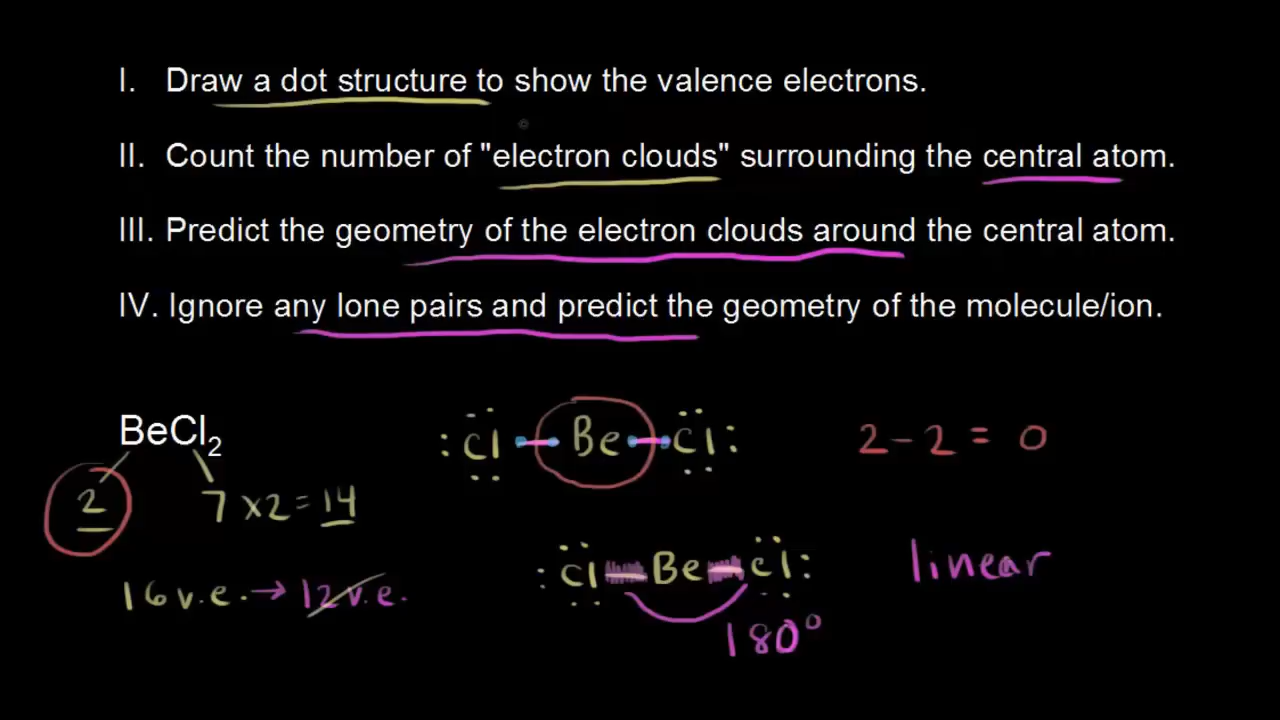 I. Draw a dot structure to show the valence electrons.
II. Count the number of "electron clouds" surrounding the central atom.
III. Predict the geometry of the electron clouds around the central atom.
IV. Ignore any lone pairs and predict the geometry of the molecule/ion.
BeCl₂
:Cl Be Cl:
2 - 2 = 0
2
7 x2 = 14
:Cl Be Cl:
linear
16 v.e. → 12 v.e.
180°